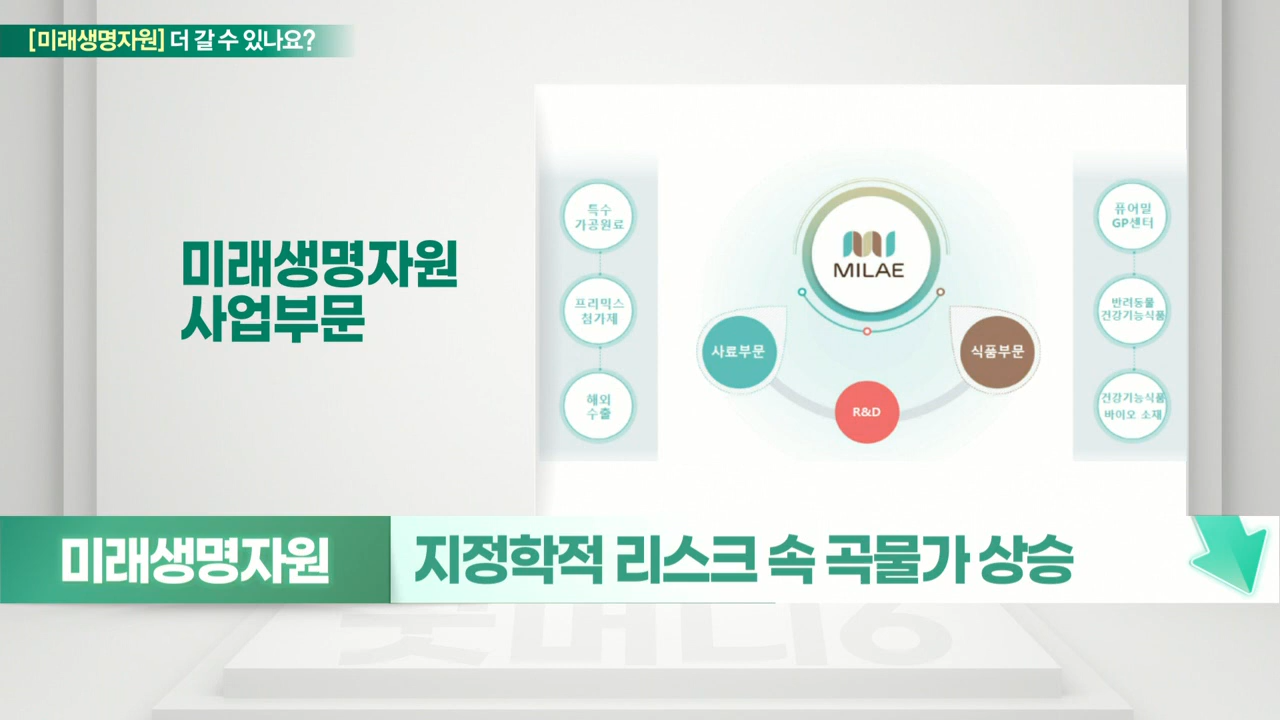 [미래생명자원] 더 갈 수 있나요?
미래생명자원
사업부문
특수
가공원료
프리믹스
첨가제
해외
수출
MILAE
사료부문
R&D
식품부문
퓨어밀
GP센터
반려동물
건강기능식품
건강기능식품
바이오 소재
미래생명자원
지정학적 리스크 속 곡물가 상승